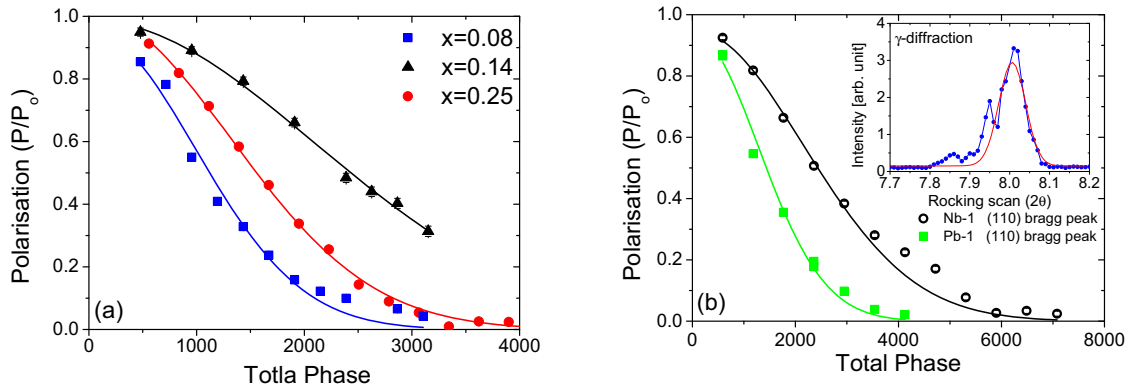 1.0
0.8
0.6
0.4
0.2
0.0
Polarisation (P/Po)
x=0.08
x=0.14
x=0.25
(a)
0 1000 2000 3000 4000
Totla Phase
1.0
0.8
0.6
0.4
0.2
0.0
Polarisation (P/Po)
γ-diffraction
4
3
2
1
0
Intensity [arb. unit]
7.7 7.8 7.9 8.0 8.1 8.2
Rocking scan (2θ)
Nb-1 (110) bragg peak
Pb-1 (110) bragg peak
(b)
0 2000 4000 6000 8000
Total Phase